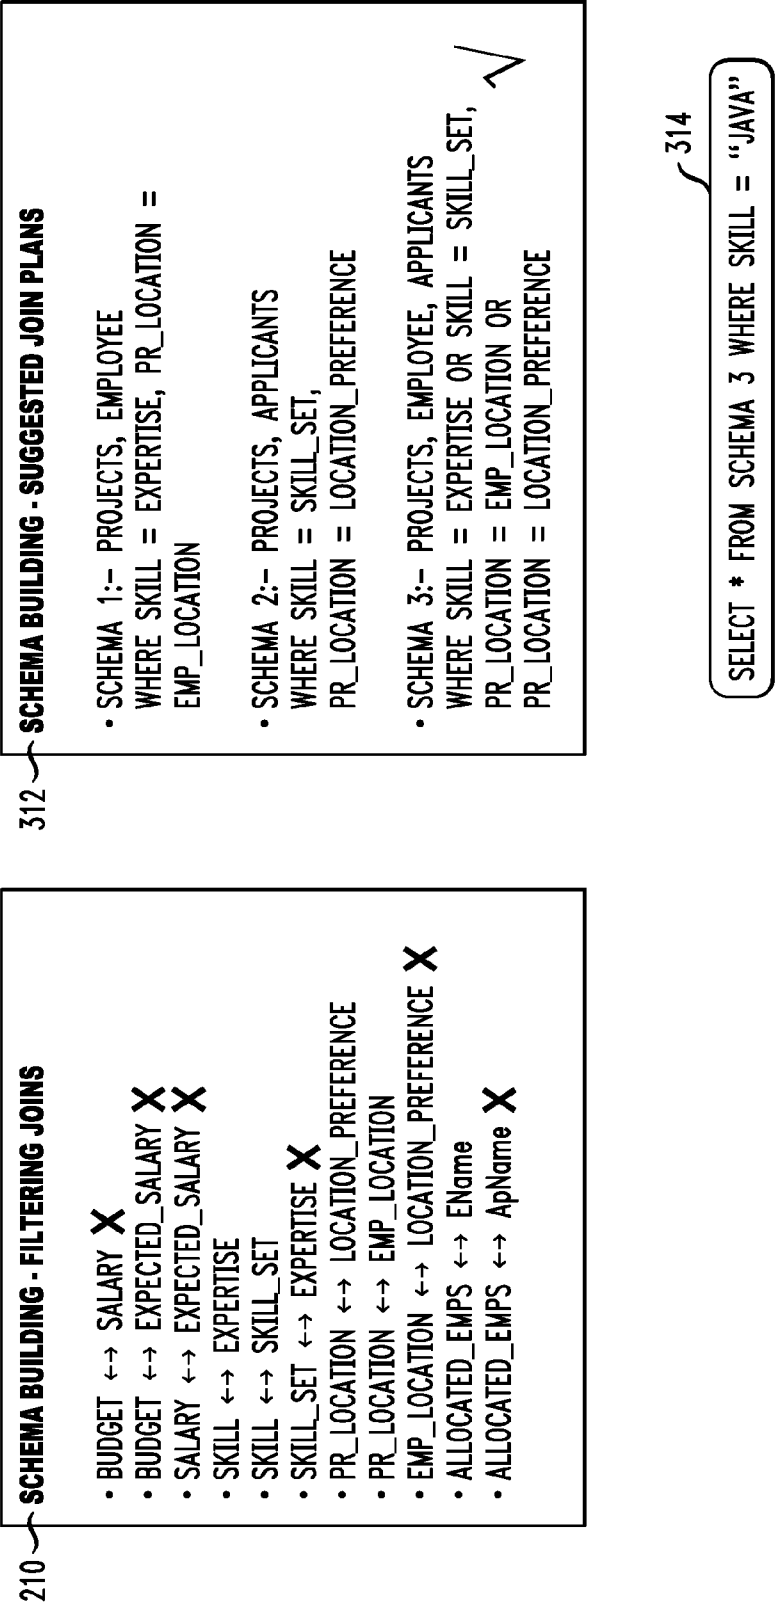 210
SCHEMA BUILDING - FILTERING JOINS
• BUDGET ↔ SALARY X
• BUDGET ↔ EXPECTED_SALARY X
• SALARY ↔ EXPECTED_SALARY X
• SKILL ↔ EXPERTISE
• SKILL ↔ SKILL_SET
• SKILL_SET ↔ EXPERTISE X
• PR_LOCATION ↔ LOCATION_PREFERENCE
• PR_LOCATION ↔ EMP_LOCATION
• EMP_LOCATION ↔ LOCATION_PREFERENCE X
• ALLOCATED_EMPS ↔ EName
• ALLOCATED_EMPS ↔ ApName X
312
SCHEMA BUILDING - SUGGESTED JOIN PLANS
• SCHEMA 1:- PROJECTS, EMPLOYEE
WHERE SKILL = EXPERTISE, PR_LOCATION =
EMP_LOCATION
• SCHEMA 2:- PROJECTS, APPLICANTS
WHERE SKILL = SKILL_SET,
PR_LOCATION = LOCATION_PREFERENCE
• SCHEMA 3:- PROJECTS, EMPLOYEE, APPLICANTS
WHERE SKILL = EXPERTISE OR SKILL = SKILL_SET,
PR_LOCATION = EMP_LOCATION OR
PR_LOCATION = LOCATION_PREFERENCE
314
SELECT * FROM SCHEMA 3 WHERE SKILL = “JAVA”